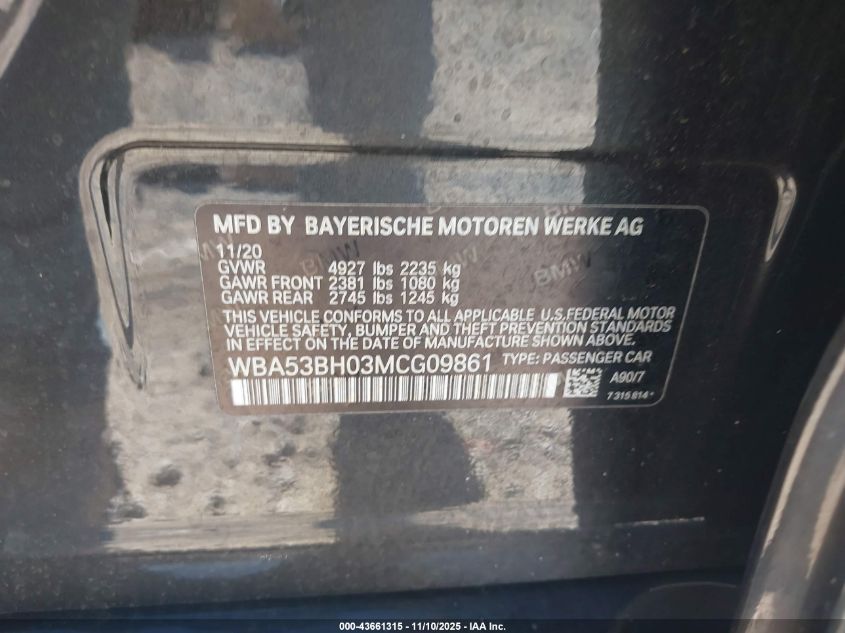 MFD BY BAYERISCHE MOTOREN WERKE AG
11/20
GVWR 4927 lbs 2235 kg
GAWR FRONT 2381 lbs 1080 kg
GAWR REAR 2745 lbs 1245 kg
THIS VEHICLE CONFORMS TO ALL APPLICABLE U.S.FEDERAL MOTOR
VEHICLE SAFETY, BUMPER, AND THEFT PREVENTION STANDARDS
IN EFFECT ON THE DATE OF MANUFACTURE SHOWN ABOVE.
WBA53BH03MCG09861 TYPE: PASSENGER CAR
A90/7
7315814*
000-43661315 - 11/10/2025 - IAA Inc.